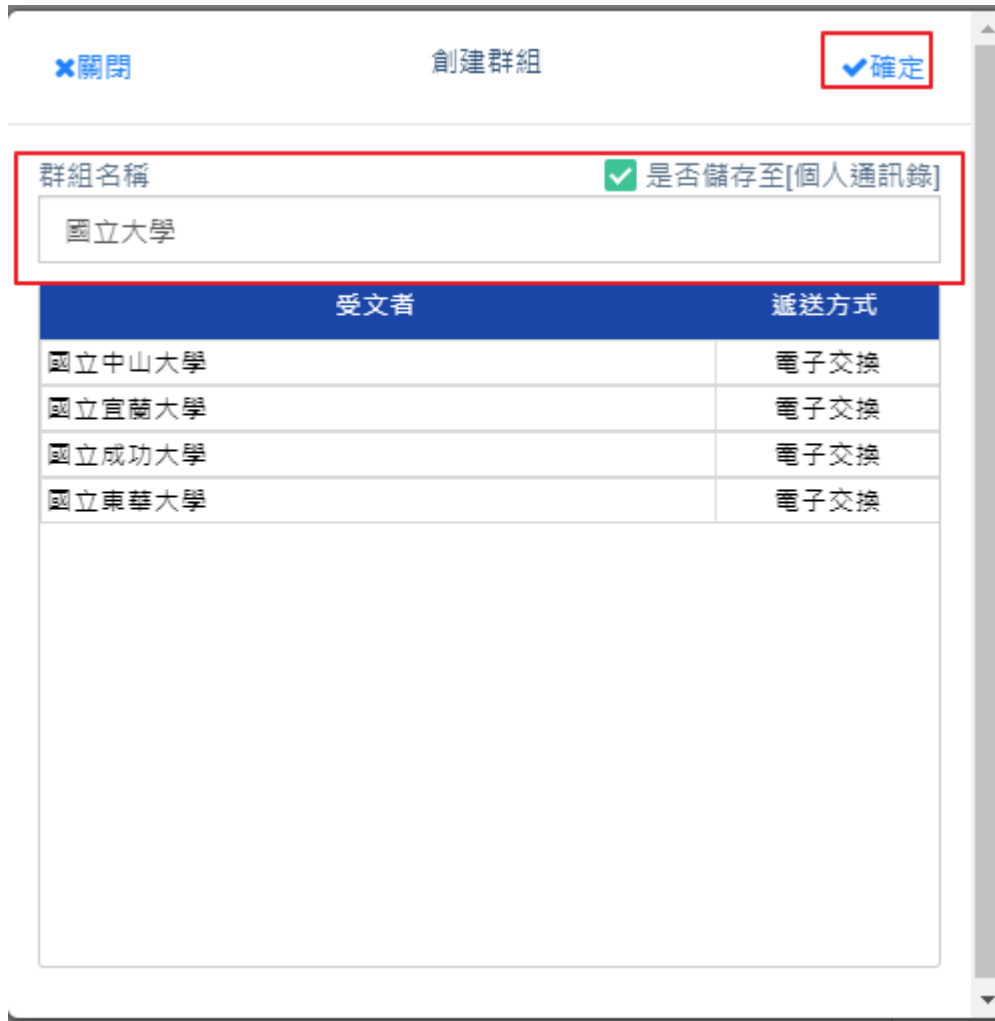 ✖關閉 創建群組 ✔確定
群組名稱 ✔ 是否儲存至[個人通訊錄]
國立大學
受文者 遞送方式
國立中山大學 電子交換
國立宜蘭大學 電子交換
國立成功大學 電子交換
國立東華大學 電子交換